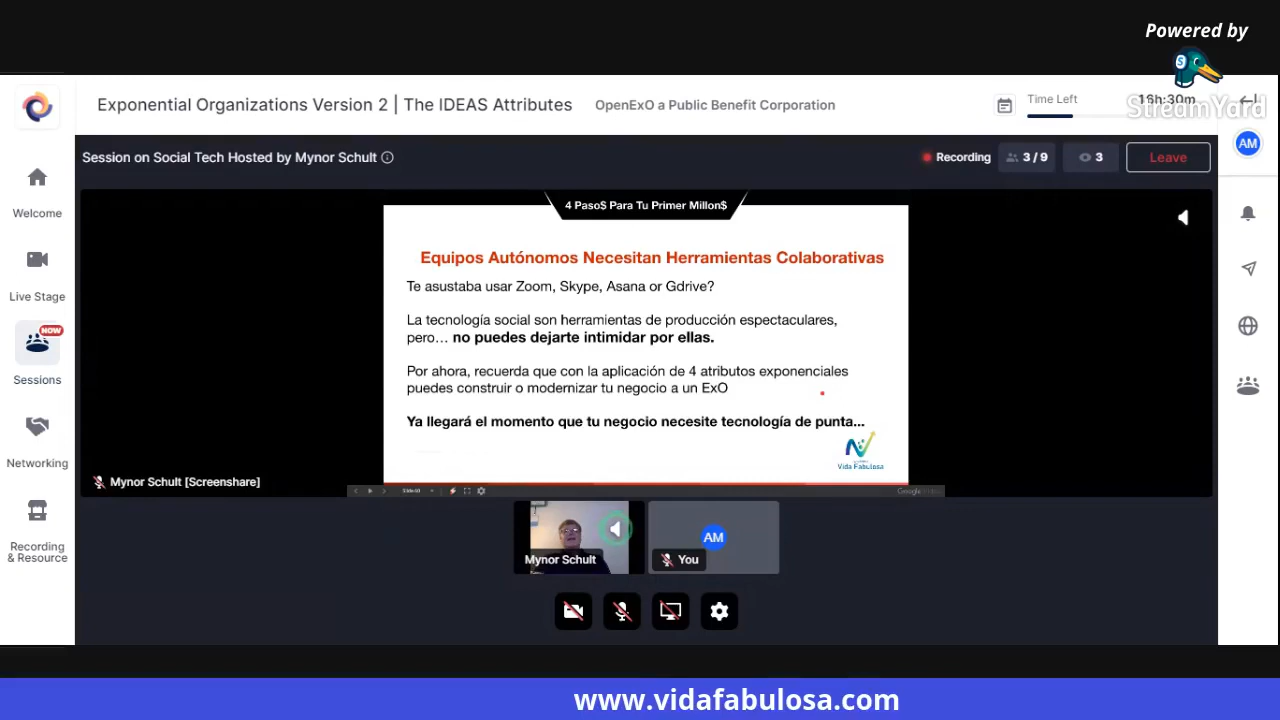 Powered by
StreamYard
Exponential Organizations Version 2 | The IDEAS Attributes
OpenExO a Public Benefit Corporation
Time Left
16h:30m
AM
Session on Social Tech Hosted by Mynor Schult
Recording
3 / 9
3
Leave
Welcome
Live Stage
NOW
Sessions
Networking
Recording
& Resource
4 Paso$ Para Tu Primer Millon$
Equipos Autónomos Necesitan Herramientas Colaborativas
Te asustaba usar Zoom, Skype, Asana or Gdrive?
La tecnología social son herramientas de producción espectaculares,
pero... no puedes dejarte intimidar por ellas.
Por ahora, recuerda que con la aplicación de 4 atributos exponenciales
puedes construir o modernizar tu negocio a un ExO
Ya llegará el momento que tu negocio necesite tecnología de punta...
Vida Fabulosa
Mynor Schult [Screenshare]
Google
Mynor Schult
AM
You
www.vidafabulosa.com